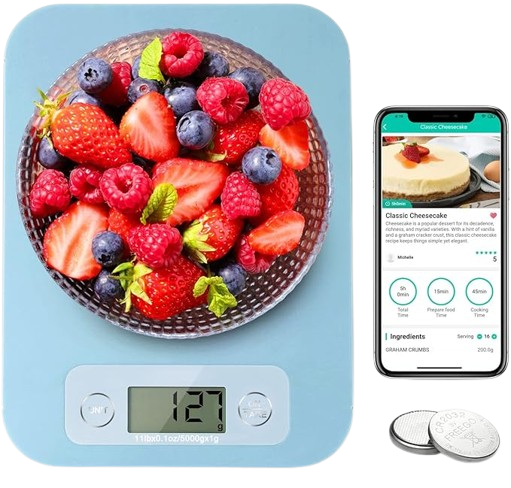 127
g
UNIT
11lbx0.1oz/5000gx1g
Classic Cheesecake
Classic Cheesecake
Cheesecake is a popular dessert for its decadence,
richness, and myriad varieties. With a hint of vanilla
and a graham cracker crust, this classic-cheesecake
recipe keeps things simple yet elegant.
Michelle
5
5h
0min
15min
45min
Total
Time
Prepare food
Time
Cooking
Time
Ingredients
Serving
16
GRAHAM CRUMBS
200.0g
CR2032